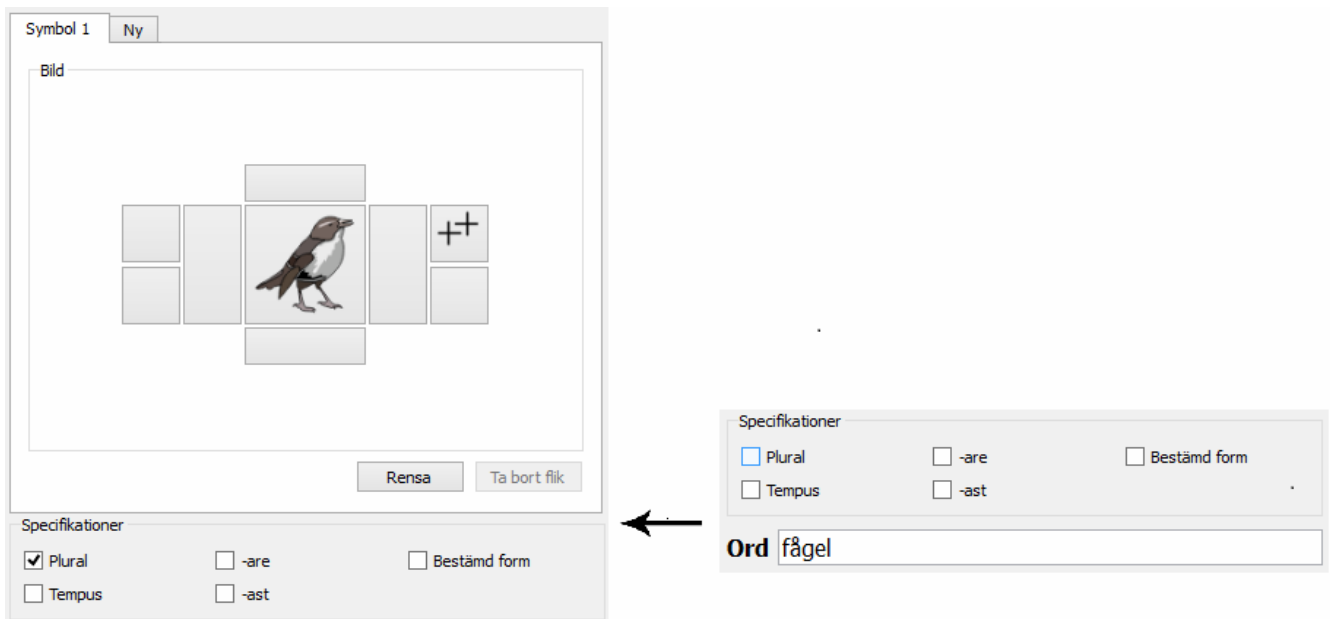 Symbol 1 Ny
Bild
++
Rensa Ta bort flik
Specifikationer
Plural -are Bestämd form
Tempus -ast
Specifikationer
Plural -are Bestämd form
Tempus -ast
Ord fågel